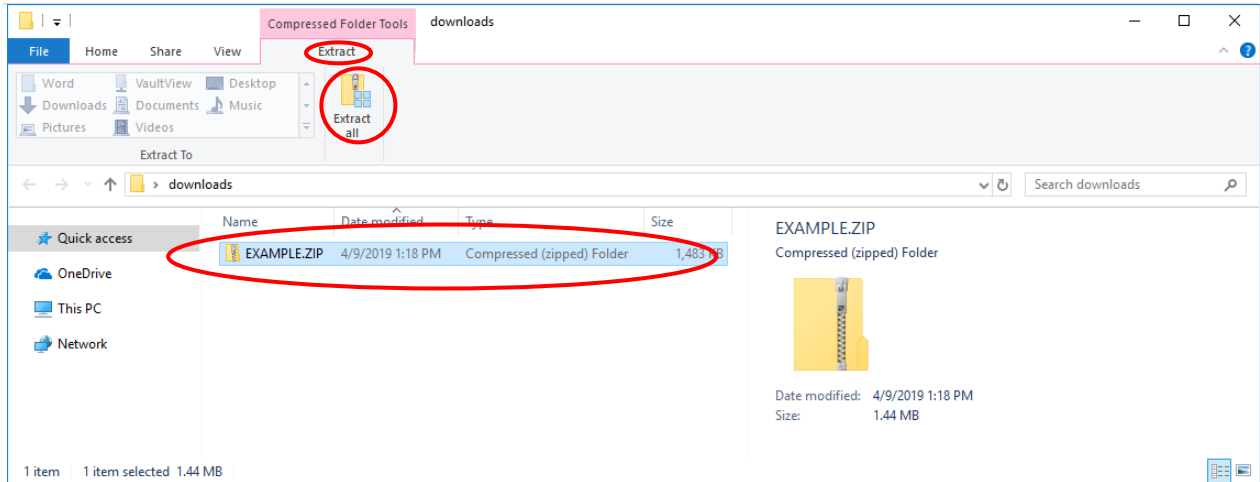 Compressed Folder Tools downloads
File Home Share View Extract
Word VaultView Desktop
Downloads Documents Music
Pictures Videos
Extract To
Extract
all
downloads
Search downloads
Name Date modified Type Size
EXAMPLE.ZIP 4/9/2019 1:18 PM Compressed (zipped) Folder 1,483 KB
Quick access
OneDrive
This PC
Network
EXAMPLE.ZIP
Compressed (zipped) Folder
Date modified: 4/9/2019 1:18 PM
Size: 1.44 MB
1 item 1 item selected 1.44 MB